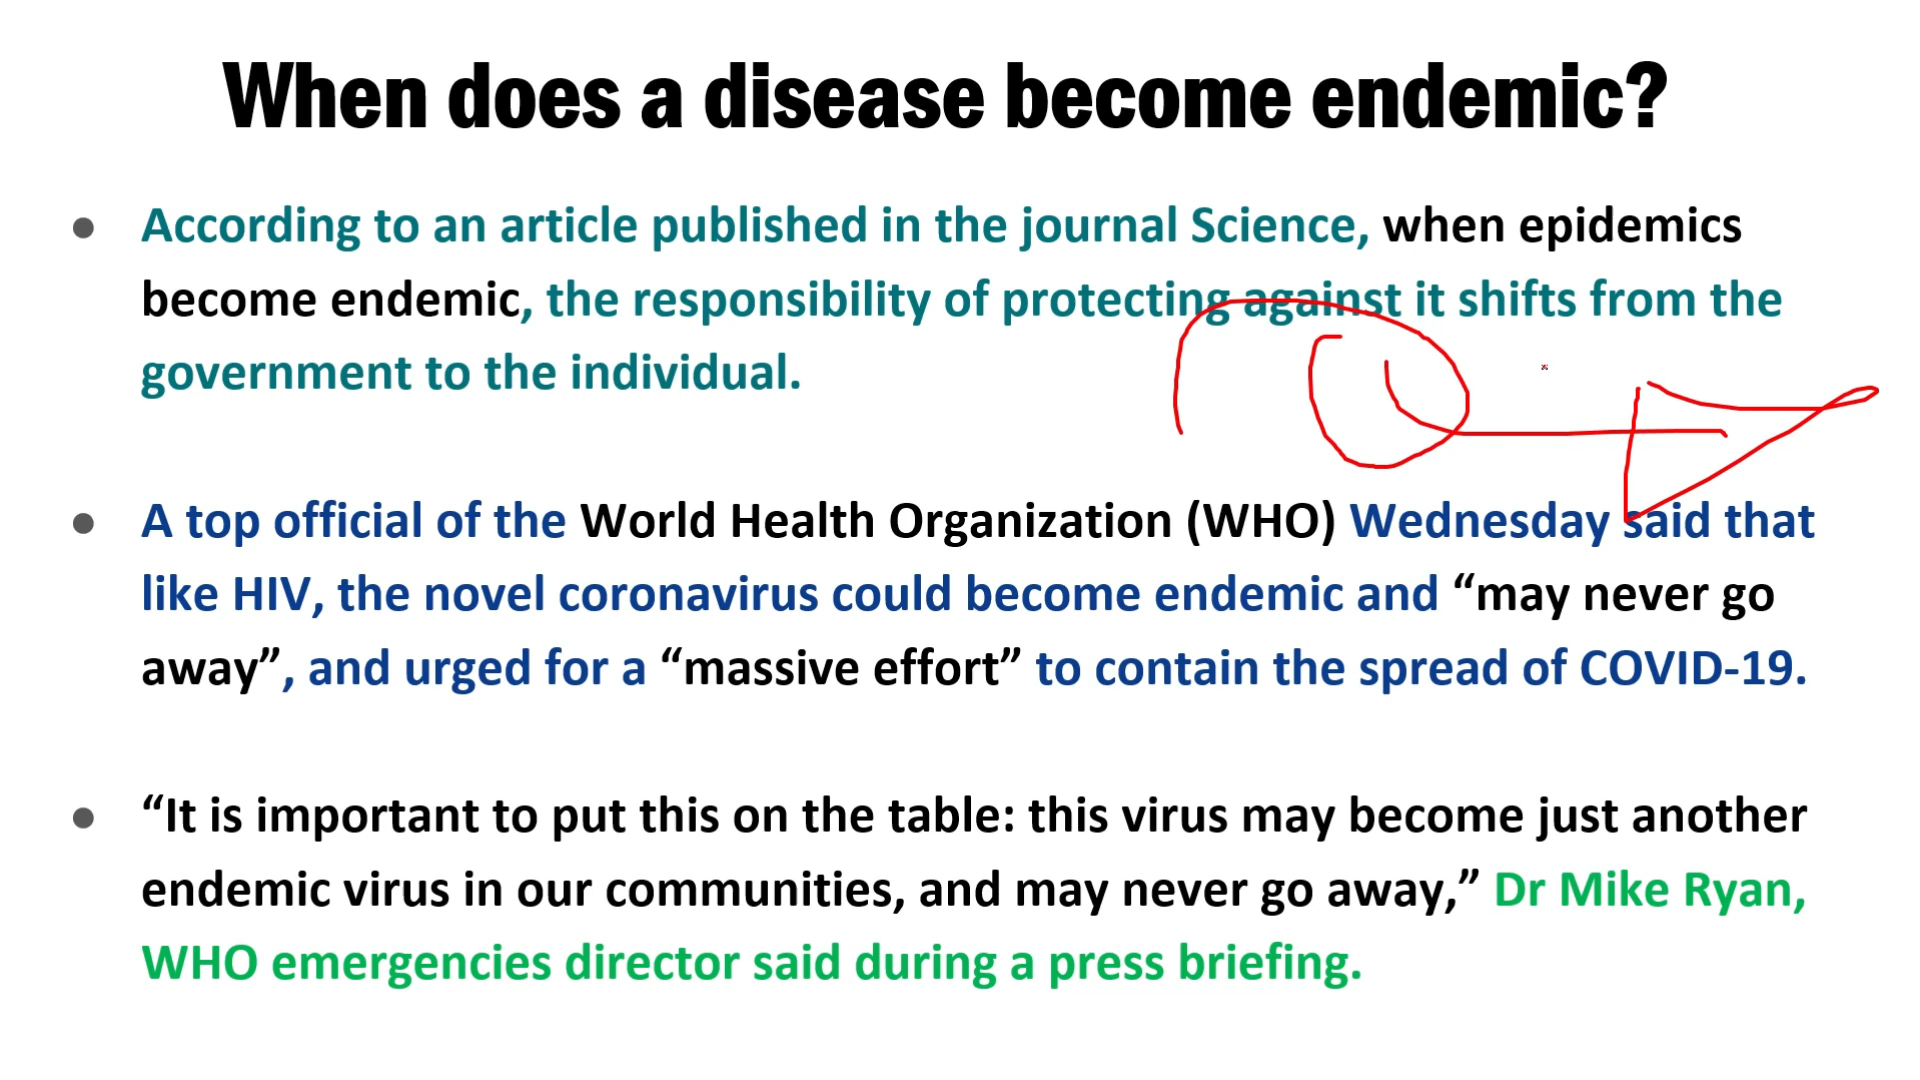 When does a disease become endemic?
● According to an article published in the journal Science, when epidemics
become endemic, the responsibility of protecting against it shifts from the
government to the individual.
● A top official of the World Health Organization (WHO) Wednesday said that
like HIV, the novel coronavirus could become endemic and “may never go
away”, and urged for a “massive effort” to contain the spread of COVID-19.
● “It is important to put this on the table: this virus may become just another
endemic virus in our communities, and may never go away,” Dr Mike Ryan,
WHO emergencies director said during a press briefing.